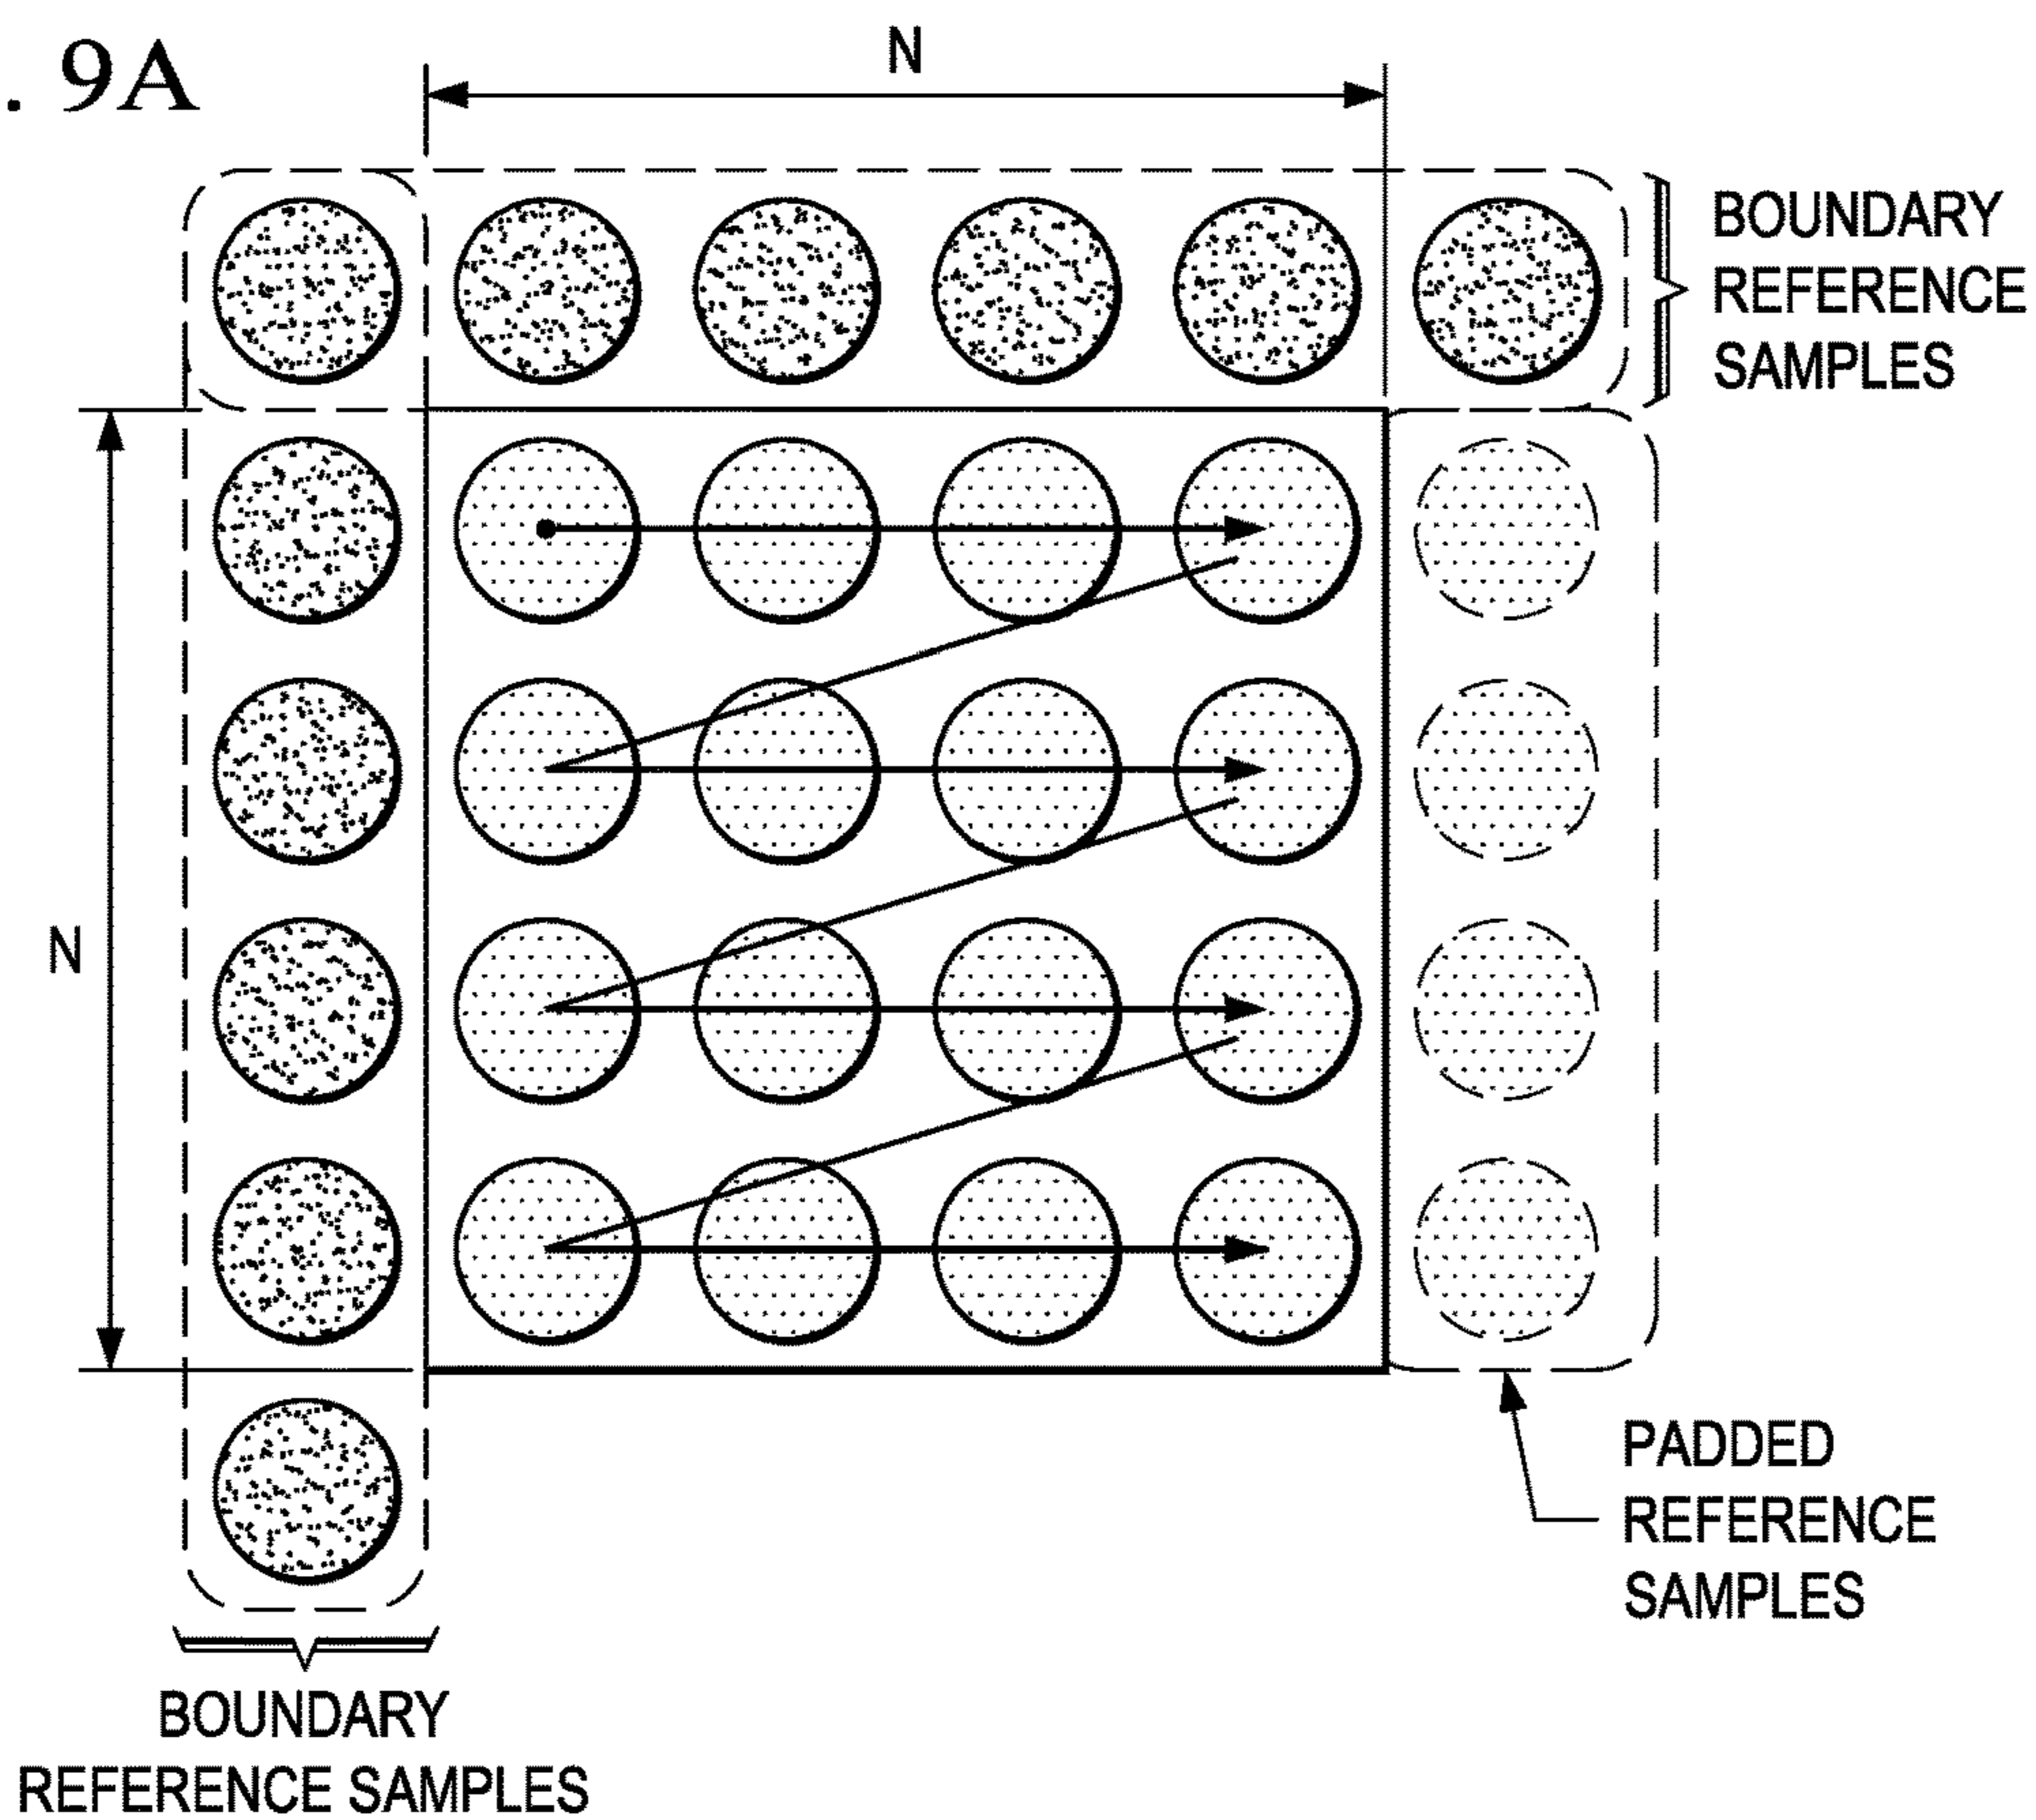 . 9A
N
BOUNDARY
REFERENCE
SAMPLES
N
PADDED
REFERENCE
SAMPLES
BOUNDARY
REFERENCE SAMPLES